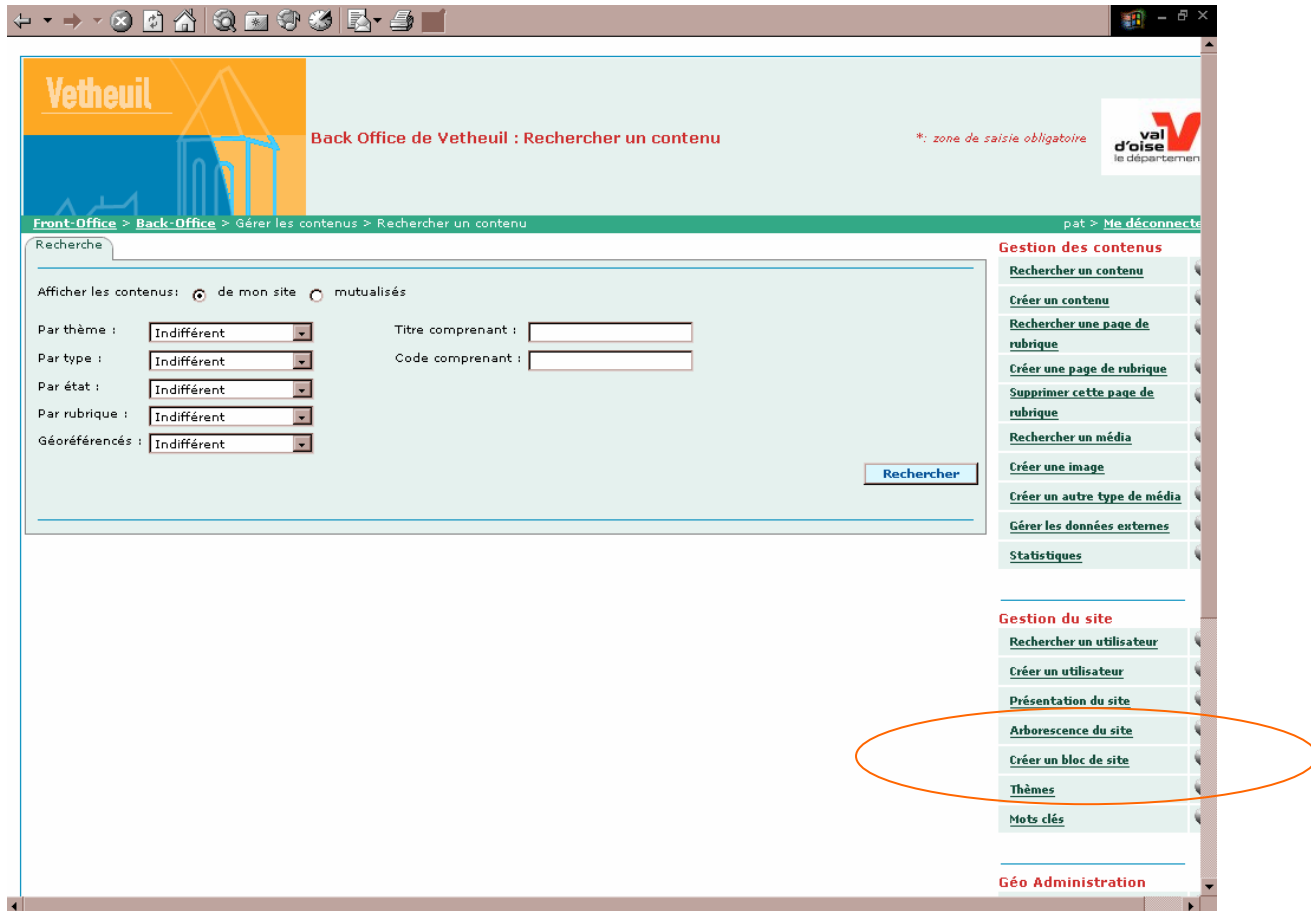 Vetheuil
Back Office de Vetheuil : Rechercher un contenu
*: zone de saisie obligatoire
val
d'oise
le départemen
Front-Office > Back-Office > Gérer les contenus > Rechercher un contenu
pat > Me déconnecte
Recherche
Afficher les contenus: de mon site mutualisés
Par thème : Indifférent Titre comprenant :
Par type : Indifférent Code comprenant :
Par état : Indifférent
Par rubrique : Indifférent
Géoréférencés : Indifférent
Rechercher
Gestion des contenus
Rechercher un contenu
Créer un contenu
Rechercher une page de
rubrique
Créer une page de rubrique
Supprimer cette page de
rubrique
Rechercher un média
Créer une image
Créer un autre type de média
Gérer les données externes
Statistiques
Gestion du site
Rechercher un utilisateur
Créer un utilisateur
Présentation du site
Arborescence du site
Créer un bloc de site
Thèmes
Mots clés
Géo Administration